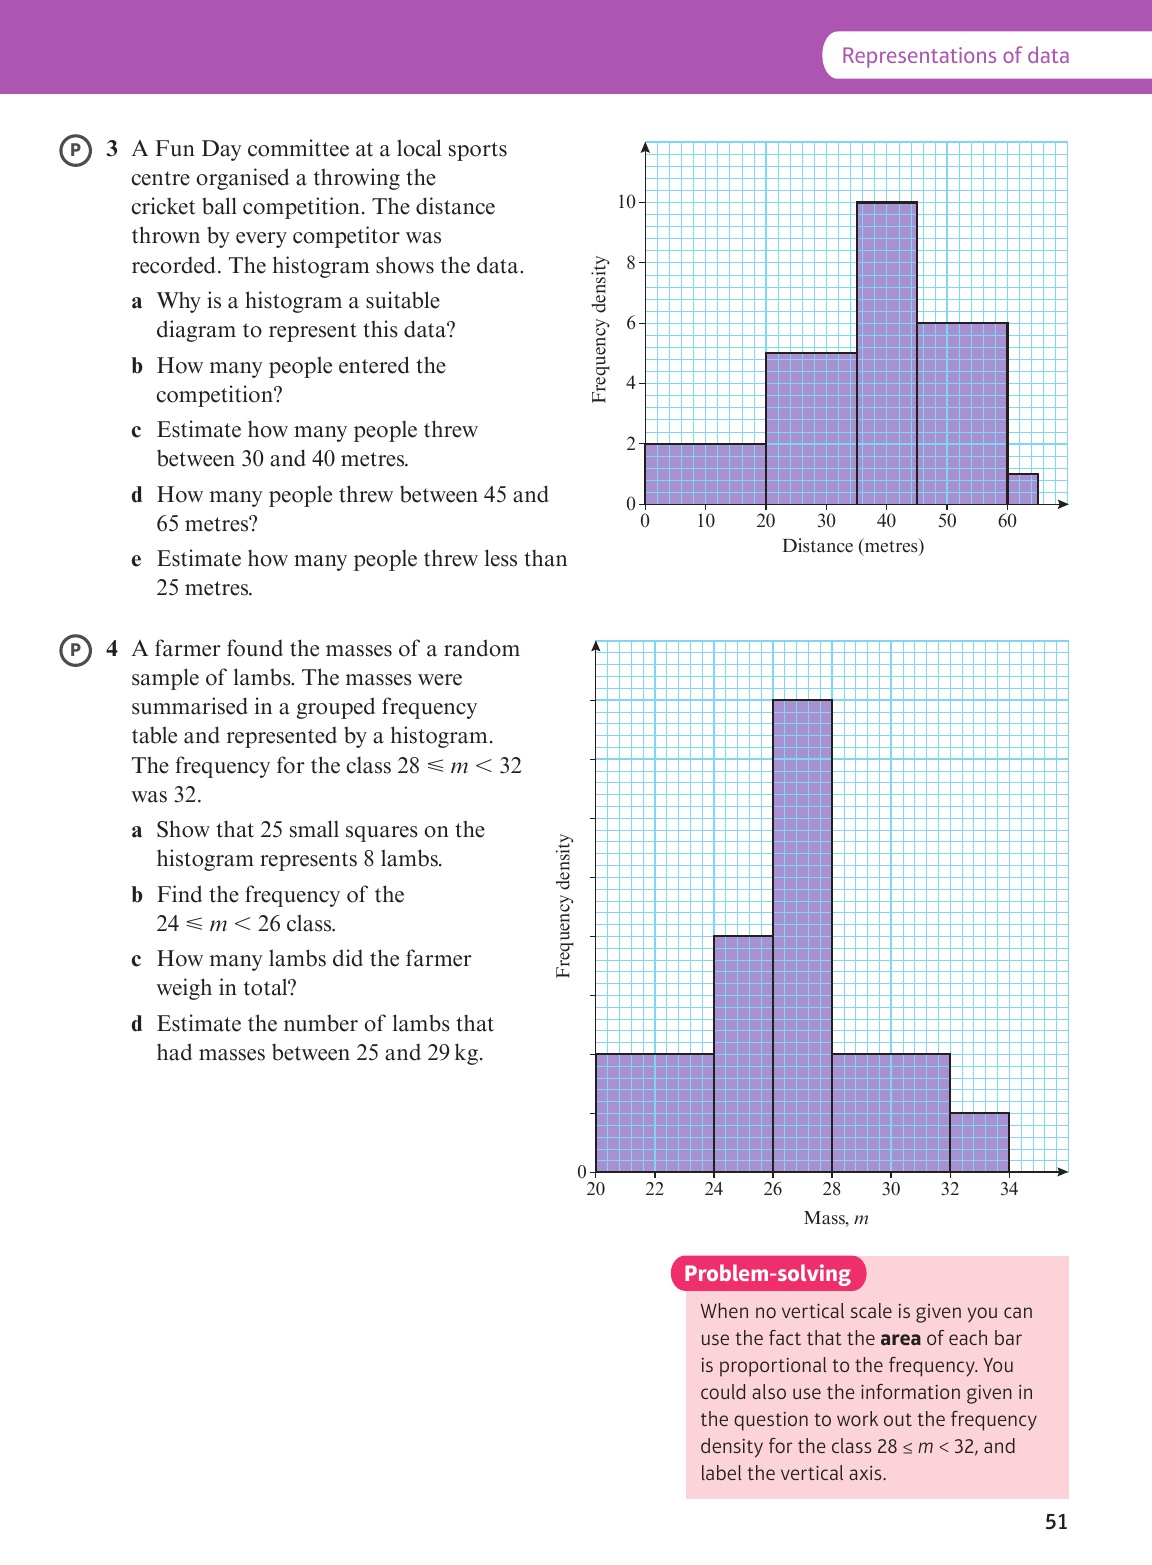 Representations of data
P 3 A Fun Day committee at a local sports
centre organised a throwing the
cricket ball competition. The distance
thrown by every competitor was
recorded. The histogram shows the data.
a Why is a histogram a suitable
diagram to represent this data?
b How many people entered the
competition?
c Estimate how many people threw
between 30 and 40 metres.
d How many people threw between 45 and
65 metres?
e Estimate how many people threw less than
25 metres.
Frequency density
10
8
6
4
2
0
0 10 20 30 40 50 60
Distance (metres)
P 4 A farmer found the masses of a random
sample of lambs. The masses were
summarised in a grouped frequency
table and represented by a histogram.
The frequency for the class 28 ⩽ m < 32
was 32.
a Show that 25 small squares on the
histogram represents 8 lambs.
b Find the frequency of the
24 ⩽ m < 26 class.
c How many lambs did the farmer
weigh in total?
d Estimate the number of lambs that
had masses between 25 and 29 kg.
Frequency density
0
20 22 24 26 28 30 32 34
Mass, m
Problem-solving
When no vertical scale is given you can
use the fact that the area of each bar
is proportional to the frequency. You
could also use the information given in
the question to work out the frequency
density for the class 28 ≤ m < 32, and
label the vertical axis.
51